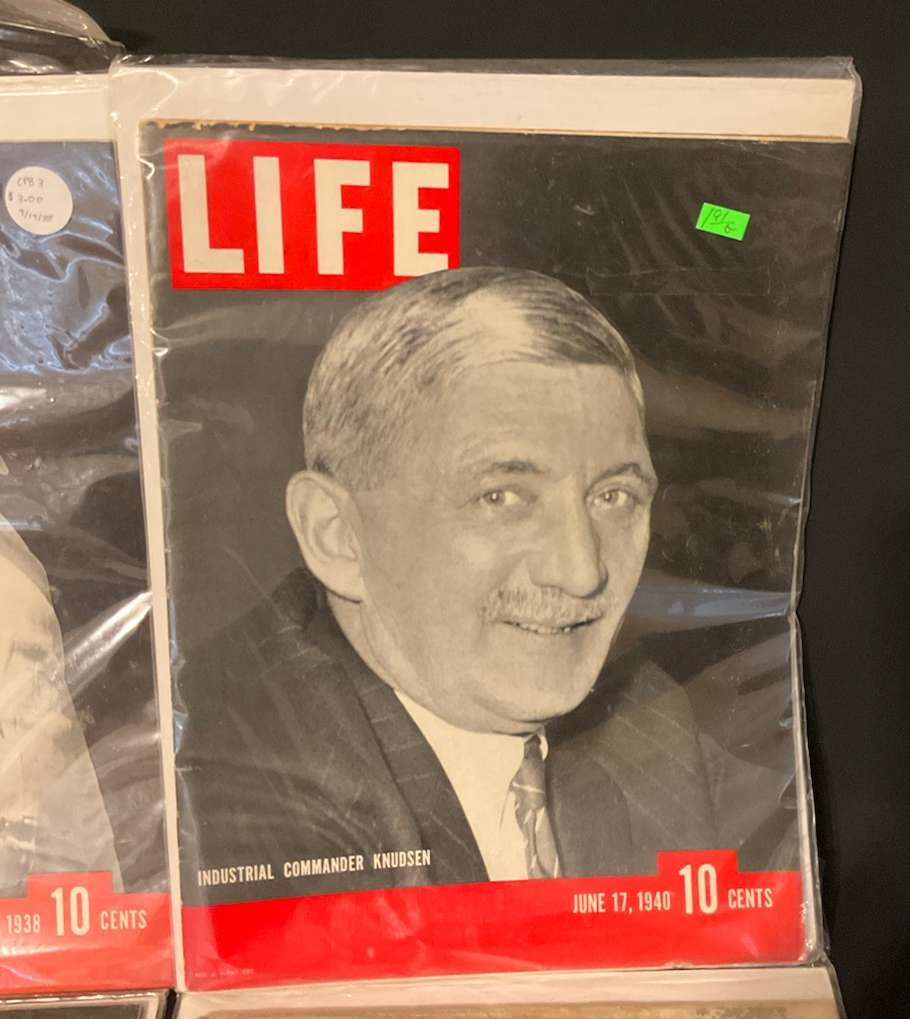 LIFE
INDUSTRIAL COMMANDER KNUDSEN
JUNE 17, 1940 10 CENTS
1938 10 CENTS
$3.00